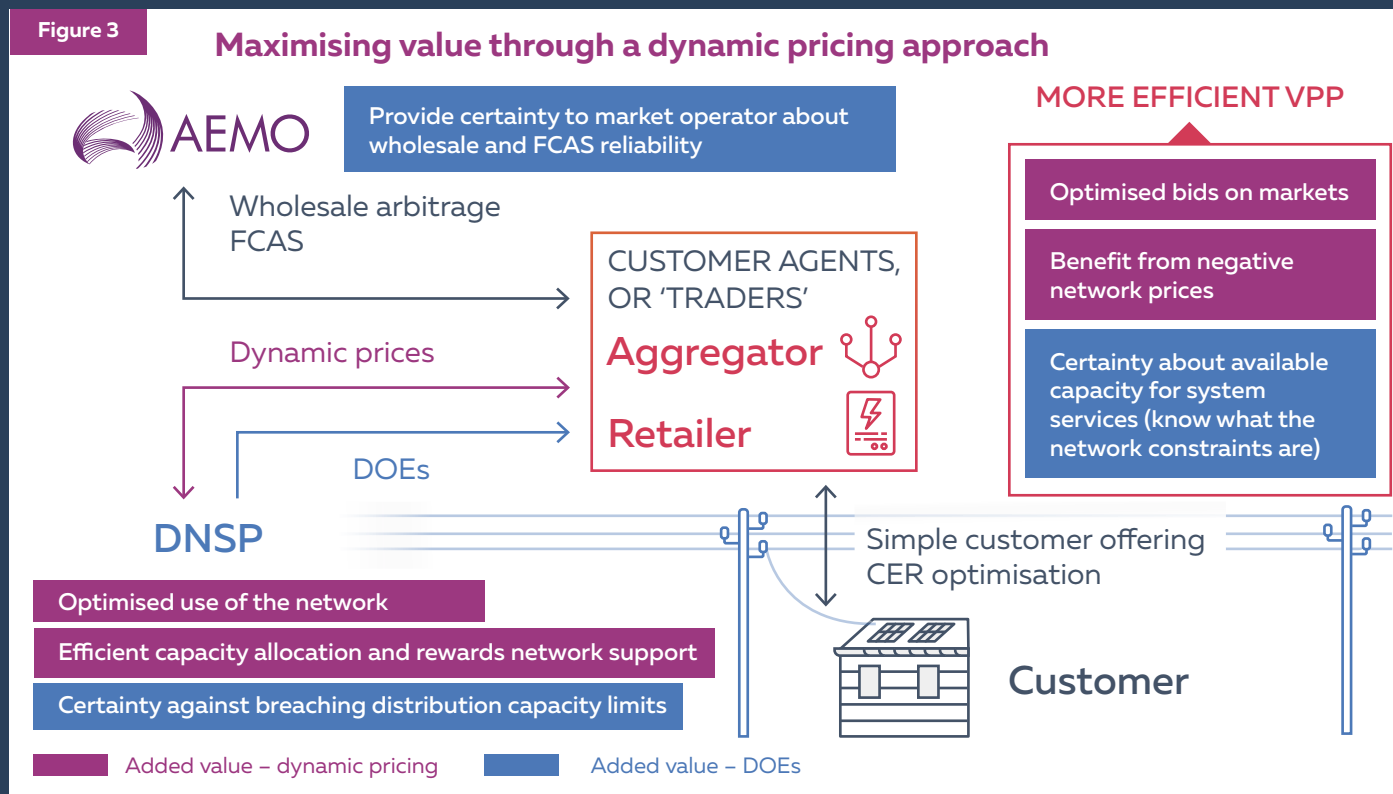 Figure 3
Maximising value through a dynamic pricing approach
AEMO
Provide certainty to market operator about
wholesale and FCAS reliability
MORE EFFICIENT VPP
Optimised bids on markets
Benefit from negative
network prices
Certainty about available
capacity for system
services (know what the
network constraints are)
Wholesale arbitrage
FCAS
CUSTOMER AGENTS,
OR ‘TRADERS’
Aggregator
Retailer
Dynamic prices
DOEs
DNSP
Simple customer offering
CER optimisation
Customer
Optimised use of the network
Efficient capacity allocation and rewards network support
Certainty against breaching distribution capacity limits
Added value – dynamic pricing
Added value – DOEs